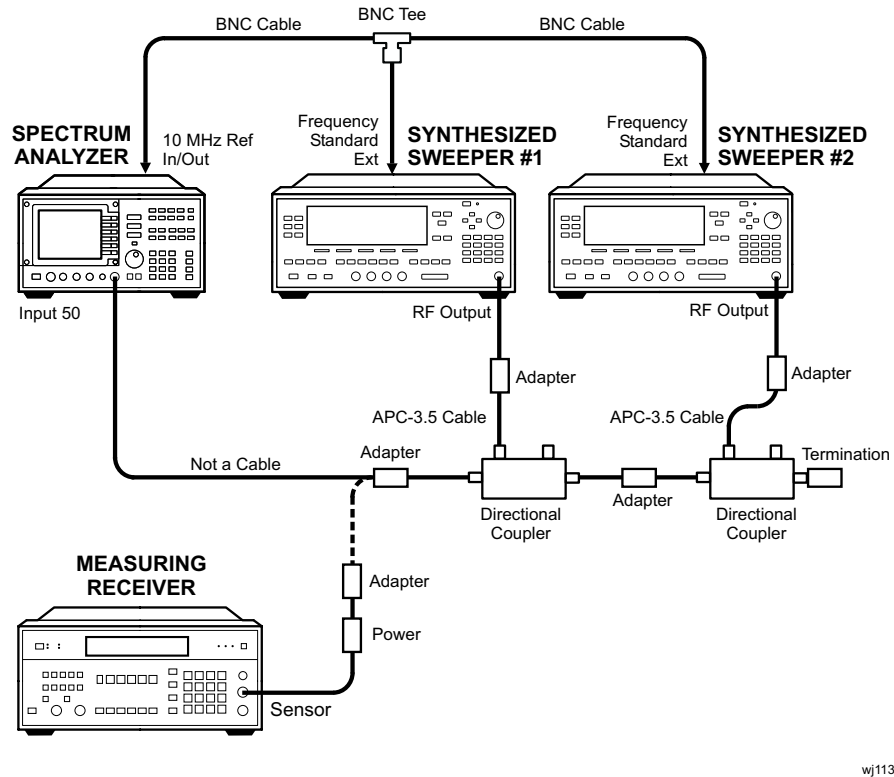 BNC Tee
BNC Cable
BNC Cable
SPECTRUM
ANALYZER
10 MHz Ref
In/Out
Frequency
Standard
Ext
SYNTHESIZED
SWEEPER #1
Frequency
Standard
Ext
SYNTHESIZED
SWEEPER #2
Input 50
RF Output
RF Output
Adapter
Adapter
APC-3.5 Cable
APC-3.5 Cable
Not a Cable
Adapter
Termination
Adapter
Directional
Coupler
Directional
Coupler
MEASURING
RECEIVER
Adapter
Power
Sensor
wj113